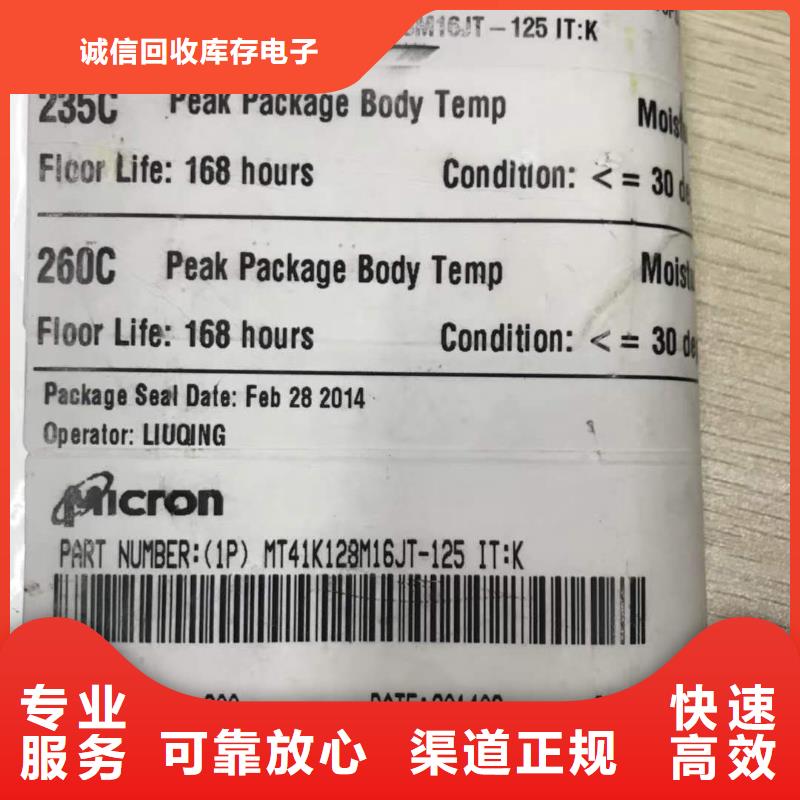 诚信回收库存电子
M16JT-125 IT:K
235C Peak Package Body Temp
Floor Life: 168 hours Condition: <= 30
260C Peak Package Body Temp
Floor Life: 168 hours Condition: <= 30
Package Seal Date: Feb 28 2014
Operator: LIUQING
Micron
PART NUMBER:(1P) MT41K128M16JT-125 IT:K
专业服务 可靠放心 渠道正规 快速高效